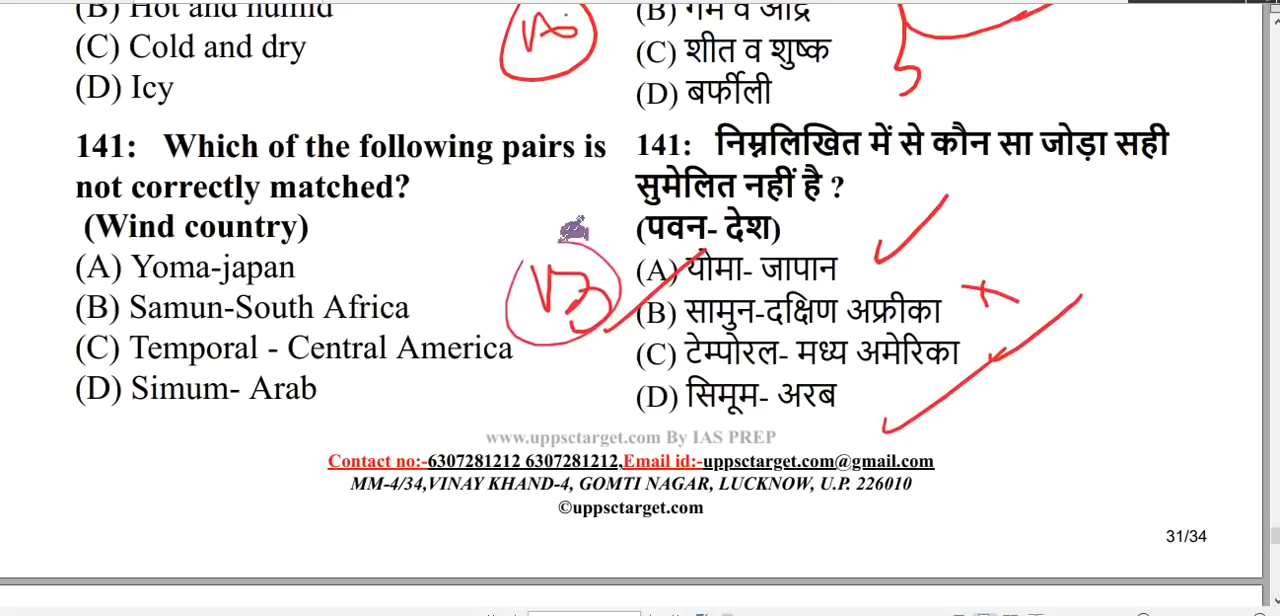 (B) Hot and humid
(C) Cold and dry
(D) Icy
141: Which of the following pairs is
not correctly matched?
(Wind country)
(A) Yoma-japan
(B) Samun-South Africa
(C) Temporal - Central America
(D) Simum- Arab
(B) गर्म व आर्द्र
(C) शीत व शुष्क
(D) बर्फीली
141: निम्नलिखित में से कौन सा जोड़ा सही
सुमेलित नहीं है ?
(पवन- देश)
(A) योमा- जापान
(B) सामुन-दक्षिण अफ्रीका
(C) टेम्पोरल- मध्य अमेरिका
(D) सिमूम- अरब
www.uppsctarget.com By IAS PREP
Contact no:-6307281212 6307281212,Email id:-uppsctarget.com@gmail.com
MM-4/34,VINAY KHAND-4, GOMTI NAGAR, LUCKNOW, U.P. 226010
©uppsctarget.com
31/34